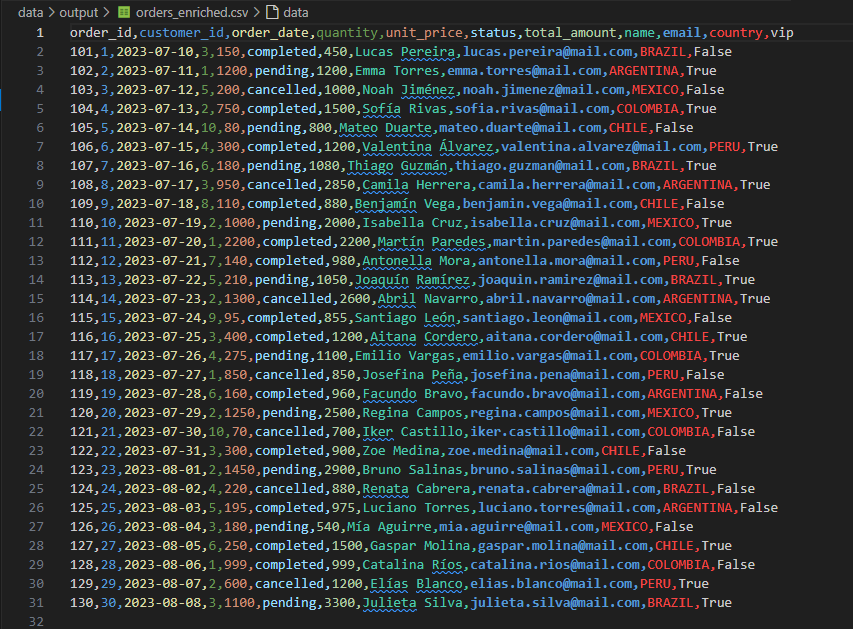 data > output > orders_enriched.csv > data
1 order_id,customer_id,order_date,quantity,unit_price,status,total_amount,name,email,country,vip
2 101,1,2023-07-10,3,150,completed,450,Lucas Pereira,lucas.pereira@mail.com,BRAZIL,False
3 102,2,2023-07-11,1,1200,pending,1200,Emma Torres,emma.torres@mail.com,ARGENTINA,True
4 103,3,2023-07-12,5,200,cancelled,1000,Noah Jiménez,noah.jimenez@mail.com,MEXICO,False
5 104,4,2023-07-13,2,750,completed,1500,Sofía Rivas,sofia.rivas@mail.com,COLOMBIA,True
6 105,5,2023-07-14,10,80,pending,800,Mateo Duarte,mateo.duarte@mail.com,CHILE,False
7 106,6,2023-07-15,4,300,completed,1200,Valentina Álvarez,valentina.alvarez@mail.com,PERU,True
8 107,7,2023-07-16,6,180,pending,1080,Thiago Guzmán,thiago.guzman@mail.com,BRAZIL,True
9 108,8,2023-07-17,3,950,cancelled,2850,Camila Herrera,camila.herrera@mail.com,ARGENTINA,True
10 109,9,2023-07-18,8,110,completed,880,Benjamín Vega,benjamin.vega@mail.com,CHILE,False
11 110,10,2023-07-19,2,1000,pending,2000,Isabella Cruz,isabella.cruz@mail.com,MEXICO,True
12 111,11,2023-07-20,1,2200,completed,2200,Martín Paredes,martin.paredes@mail.com,COLOMBIA,True
13 112,12,2023-07-21,7,140,completed,980,Antonella Mora,antonella.mora@mail.com,PERU,False
14 113,13,2023-07-22,5,210,pending,1050,Joaquín Ramírez,joaquin.ramirez@mail.com,BRAZIL,True
15 114,14,2023-07-23,2,1300,cancelled,2600,Abril Navarro,abril.navarro@mail.com,ARGENTINA,True
16 115,15,2023-07-24,9,95,completed,855,Santiago León,santiago.leon@mail.com,MEXICO,False
17 116,16,2023-07-25,3,400,completed,1200,Aitana Cordero,aitana.cordero@mail.com,CHILE,True
18 117,17,2023-07-26,4,275,pending,1100,Emilio Vargas,emilio.vargas@mail.com,COLOMBIA,True
19 118,18,2023-07-27,1,850,cancelled,850,Josefina Peña,josefina.pena@mail.com,PERU,False
20 119,19,2023-07-28,6,160,completed,960,Facundo Bravo,facundo.bravo@mail.com,ARGENTINA,False
21 120,20,2023-07-29,2,1250,pending,2500,Regina Campos,regina.campos@mail.com,MEXICO,True
22 121,21,2023-07-30,10,70,cancelled,700,Iker Castillo,iker.castillo@mail.com,COLOMBIA,False
23 122,22,2023-07-31,3,300,completed,900,Zoe Medina,zoe.medina@mail.com,CHILE,False
24 123,23,2023-08-01,2,1450,pending,2900,Bruno Salinas,bruno.salinas@mail.com,PERU,True
25 124,24,2023-08-02,4,220,cancelled,880,Renata Cabrera,renata.cabrera@mail.com,BRAZIL,False
26 125,25,2023-08-03,5,195,completed,975,Luciano Torres,luciano.torres@mail.com,ARGENTINA,False
27 126,26,2023-08-04,3,180,pending,540,Mía Aguirre,mia.aguirre@mail.com,MEXICO,False
28 127,27,2023-08-05,6,250,completed,1500,Gaspar Molina,gaspar.molina@mail.com,CHILE,True
29 128,28,2023-08-06,1,999,completed,999,Catalina Ríos,catalina.rios@mail.com,COLOMBIA,False
30 129,29,2023-08-07,2,600,cancelled,1200,Elías Blanco,elias.blanco@mail.com,PERU,True
31 130,30,2023-08-08,3,1100,pending,3300,Julieta Silva,julieta.silva@mail.com,BRAZIL,True
32